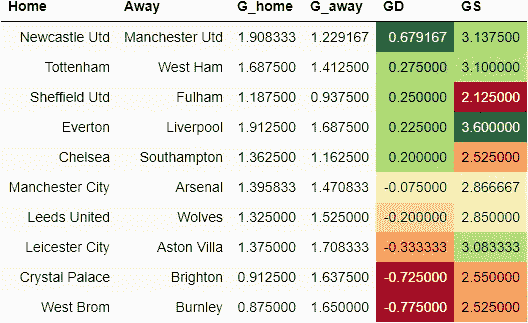 Home Away G_home G_away GD GS
Newcastle Utd Manchester Utd 1.908333 1.229167 0.679167 3.137500
Tottenham West Ham 1.687500 1.412500 0.275000 3.100000
Sheffield Utd Fulham 1.187500 0.937500 0.250000 2.125000
Everton Liverpool 1.912500 1.687500 0.225000 3.600000
Chelsea Southampton 1.362500 1.162500 0.200000 2.525000
Manchester City Arsenal 1.395833 1.470833 -0.075000 2.866667
Leeds United Wolves 1.325000 1.525000 -0.200000 2.850000
Leicester City Aston Villa 1.375000 1.708333 -0.333333 3.083333
Crystal Palace Brighton 0.912500 1.637500 -0.725000 2.550000
West Brom Burnley 0.875000 1.650000 -0.775000 2.525000